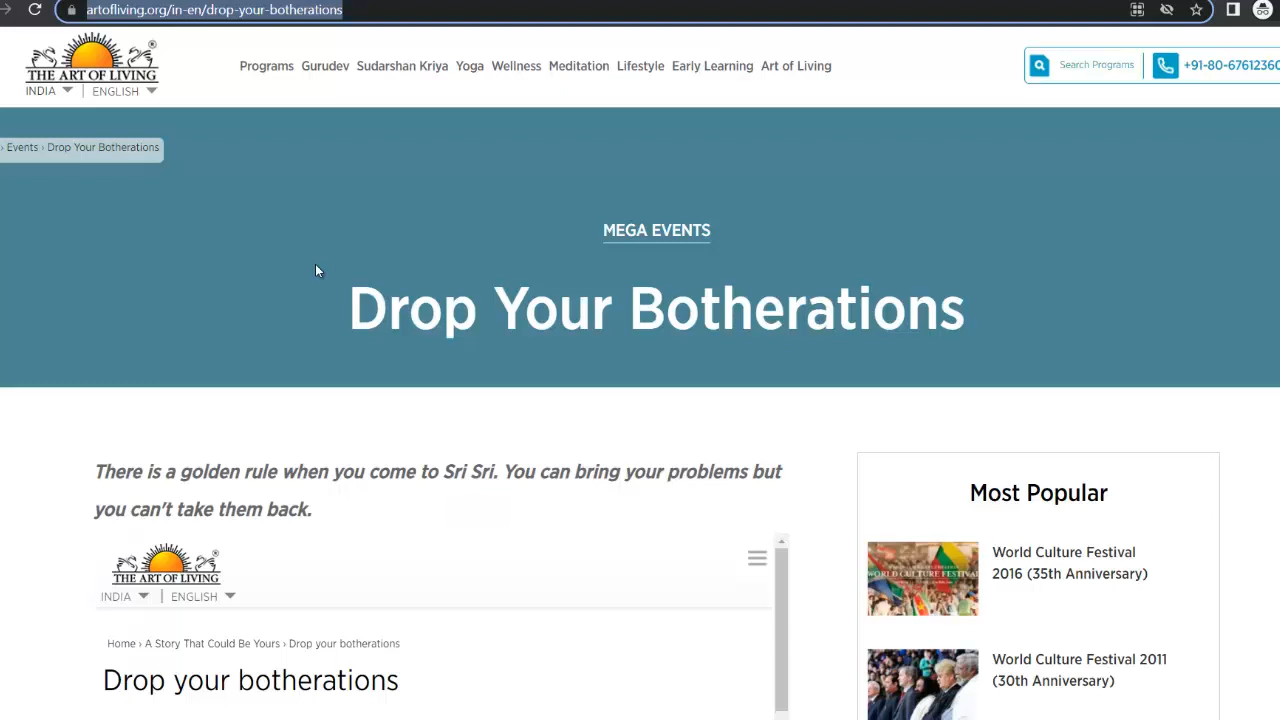 artofliving.org/in-en/drop-your-botherations
THE ART OF LIVING
INDIA ENGLISH
Programs Gurudev Sudarshan Kriya Yoga Wellness Meditation Lifestyle Early Learning Art of Living
Search Programs
+91-80-6761236
› Events › Drop Your Botherations
MEGA EVENTS
Drop Your Botherations
There is a golden rule when you come to Sri Sri. You can bring your problems but
you can't take them back.
THE ART OF LIVING
INDIA ENGLISH
Home › A Story That Could Be Yours › Drop your botherations
Drop your botherations
Most Popular
WORLD CULTURE FESTIVAL
World Culture Festival
2016 (35th Anniversary)
World Culture Festival 2011
(30th Anniversary)